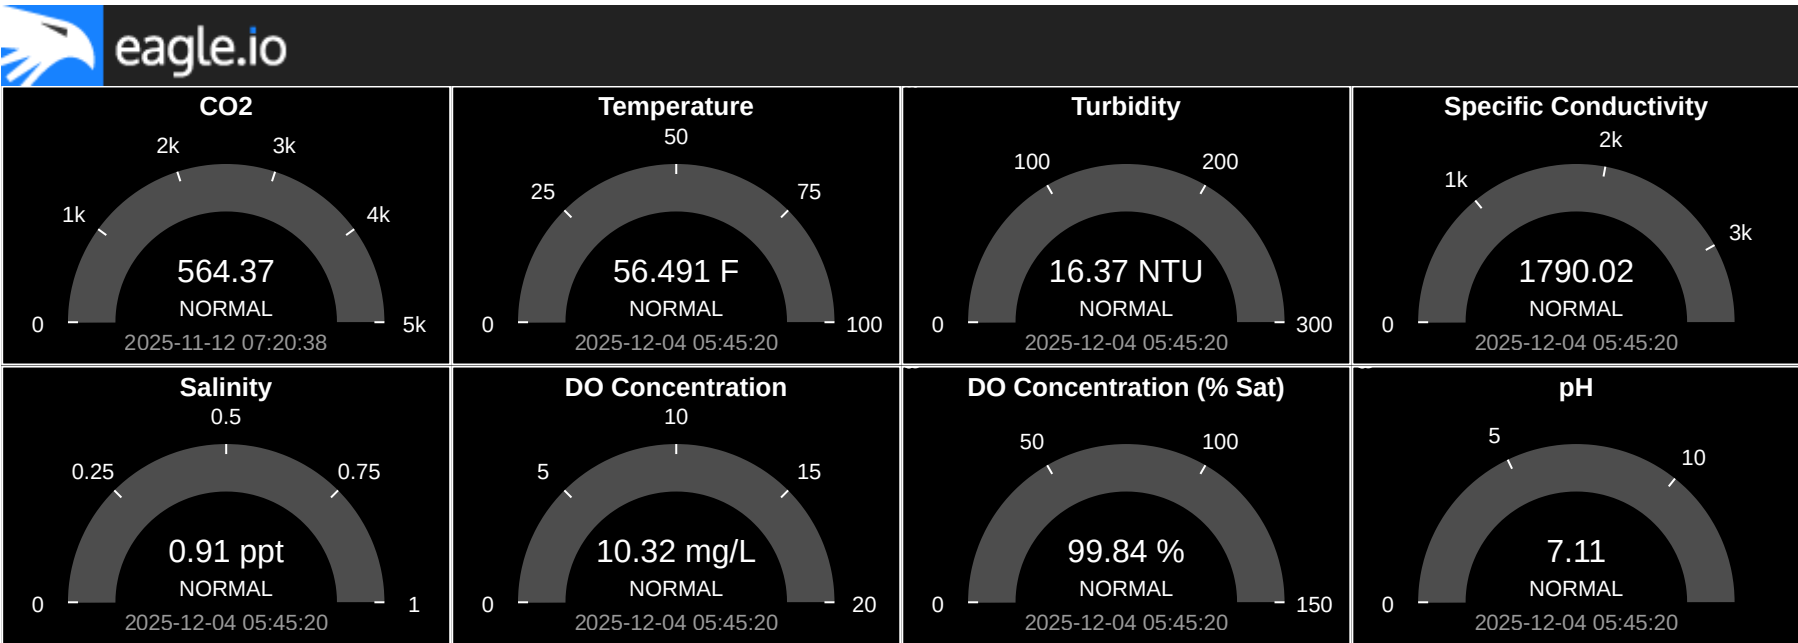 eagle.io
CO2
0
1k
2k
3k
4k
5k
564.37
NORMAL
2025-11-12 07:20:38
Temperature
0
25
50
75
100
56.491 F
NORMAL
2025-12-04 05:45:20
Turbidity
0
100
200
300
16.37 NTU
NORMAL
2025-12-04 05:45:20
Specific Conductivity
0
1k
2k
3k
1790.02
NORMAL
2025-12-04 05:45:20
Salinity
0
0.25
0.5
0.75
1
0.91 ppt
NORMAL
2025-12-04 05:45:20
DO Concentration
0
5
10
15
20
10.32 mg/L
NORMAL
2025-12-04 05:45:20
DO Concentration (% Sat)
0
50
100
150
99.84 %
NORMAL
2025-12-04 05:45:20
pH
0
5
10
7.11
NORMAL
2025-12-04 05:45:20